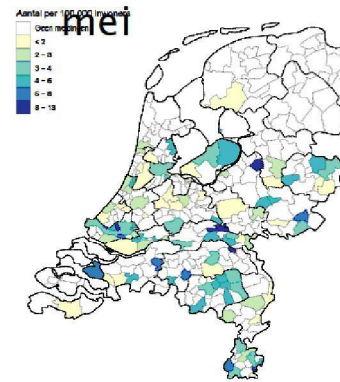 mei
Aantal per 100.000 inwoners
Geen meldingen
≤ 2
2 – 3
3 – 4
4 – 6
6 – 8
8 – 13